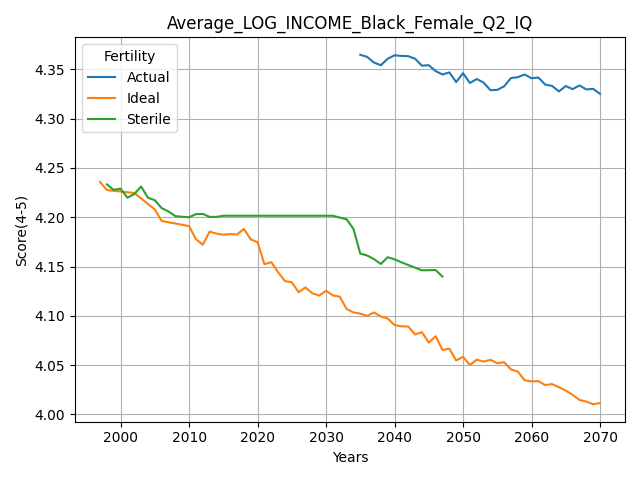 Average_LOG_INCOME_Black_Female_Q2_IQ
Fertility
Actual
Ideal
Sterile
Score(4-5)
4.35
4.30
4.25
4.20
4.15
4.10
4.05
4.00
2000 2010 2020 2030 2040 2050 2060 2070
Years